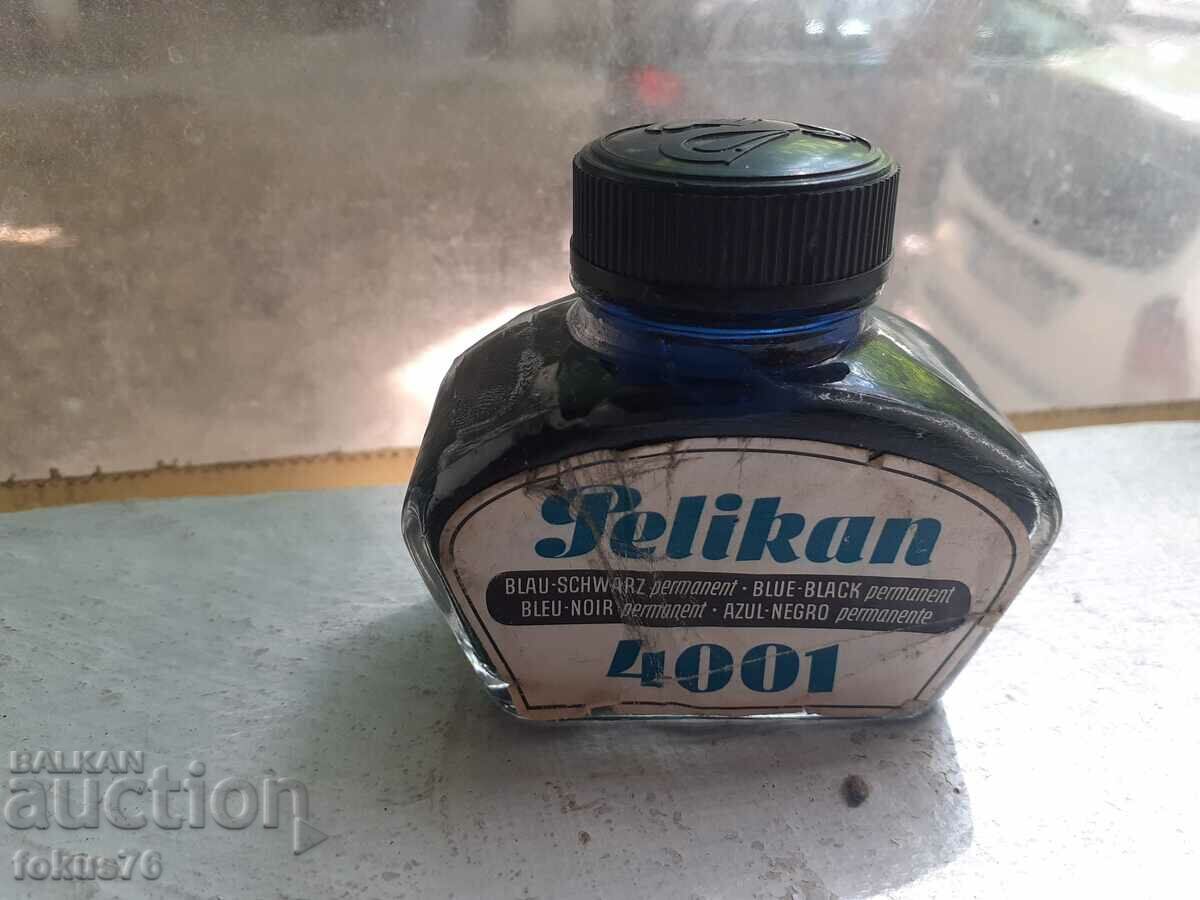 Pelikan
BLAU-SCHWARZ permanent · BLUE-BLACK permanent
BLEU-NOIR permanent · AZUL-NEGRO permanente
4001
BALKAN
auction
fokus76